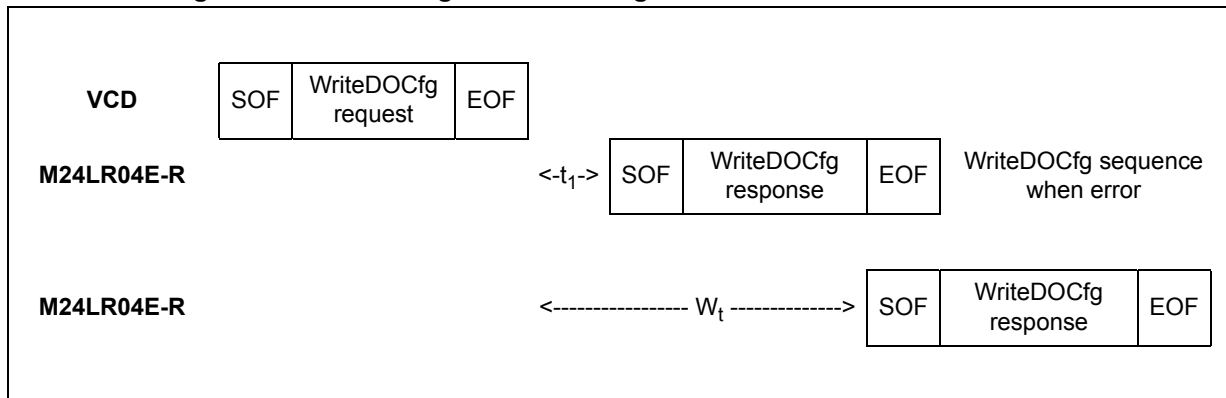 VCD
SOF
WriteDOCfg
request
EOF
M24LR04E-R
<-t1->
SOF
WriteDOCfg
response
EOF
WriteDOCfg sequence
when error
M24LR04E-R
<----------------- Wt -------------->
SOF
WriteDOCfg
response
EOF